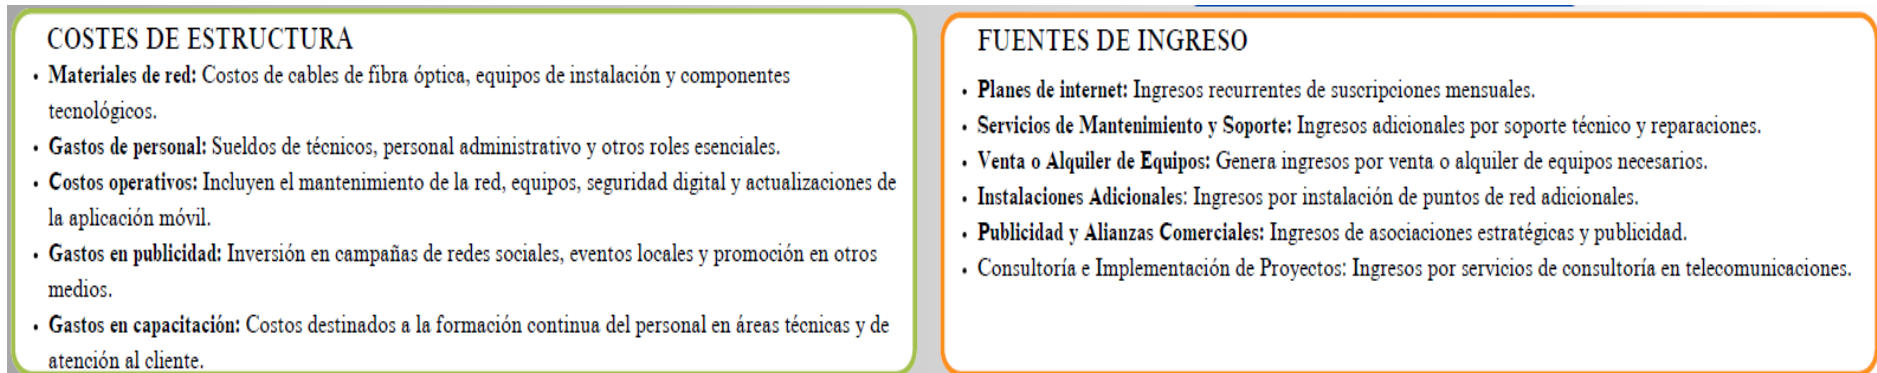 COSTES DE ESTRUCTURA
• Materiales de red: Costos de cables de fibra óptica, equipos de instalación y componentes
tecnológicos.
• Gastos de personal: Sueldos de técnicos, personal administrativo y otros roles esenciales.
• Costos operativos: Incluyen el mantenimiento de la red, equipos, seguridad digital y actualizaciones de
la aplicación móvil.
• Gastos en publicidad: Inversión en campañas de redes sociales, eventos locales y promoción en otros
medios.
• Gastos en capacitación: Costos destinados a la formación continua del personal en áreas técnicas y de
atención al cliente.
FUENTES DE INGRESO
• Planes de internet: Ingresos recurrentes de suscripciones mensuales.
• Servicios de Mantenimiento y Soporte: Ingresos adicionales por soporte técnico y reparaciones.
• Venta o Alquiler de Equipos: Genera ingresos por venta o alquiler de equipos necesarios.
• Instalaciones Adicionales: Ingresos por instalación de puntos de red adicionales.
• Publicidad y Alianzas Comerciales: Ingresos de asociaciones estratégicas y publicidad.
• Consultoría e Implementación de Proyectos: Ingresos por servicios de consultoría en telecomunicaciones.